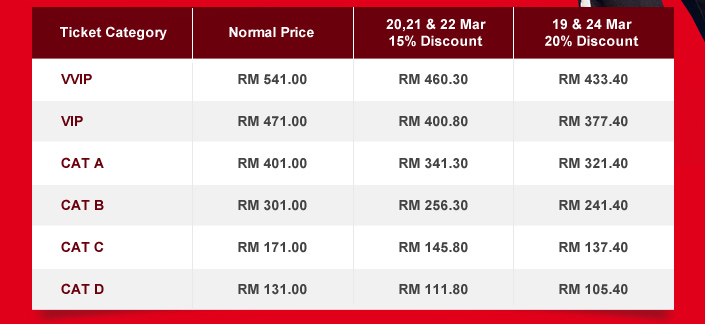 Ticket Category Normal Price 20,21 & 22 Mar 15% Discount 19 & 24 Mar 20% Discount
VVIP RM 541.00 RM 460.30 RM 433.40
VIP RM 471.00 RM 400.80 RM 377.40
CAT A RM 401.00 RM 341.30 RM 321.40
CAT B RM 301.00 RM 256.30 RM 241.40
CAT C RM 171.00 RM 145.80 RM 137.40
CAT D RM 131.00 RM 111.80 RM 105.40